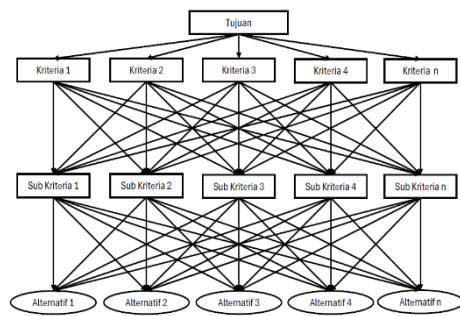 Tujuan
Kriteria 1
Kriteria 2
Kriteria 3
Kriteria 4
Kriteria n
Sub Kriteria 1
Sub Kriteria 2
Sub Kriteria 3
Sub Kriteria 4
Sub Kriteria n
Alternatif 1
Alternatif 2
Alternatif 3
Alternatif 4
Alternatif n